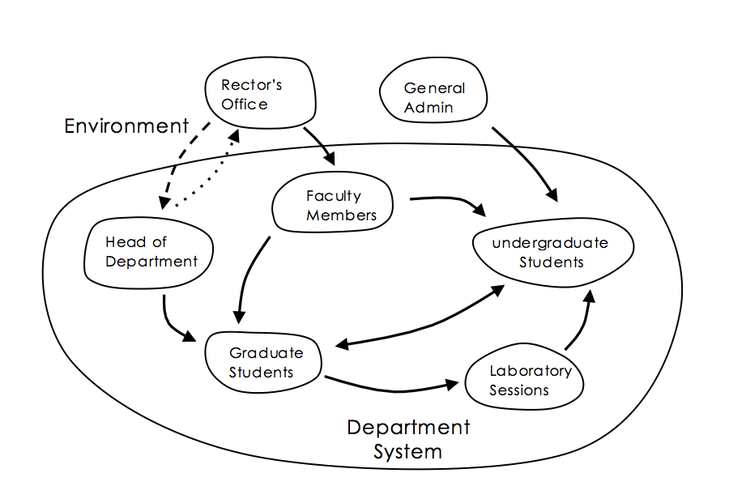 Rector's
Office
General
Admin
Environment
Faculty
Members
Head of
Department
undergraduate
Students
Graduate
Students
Laboratory
Sessions
Department
System